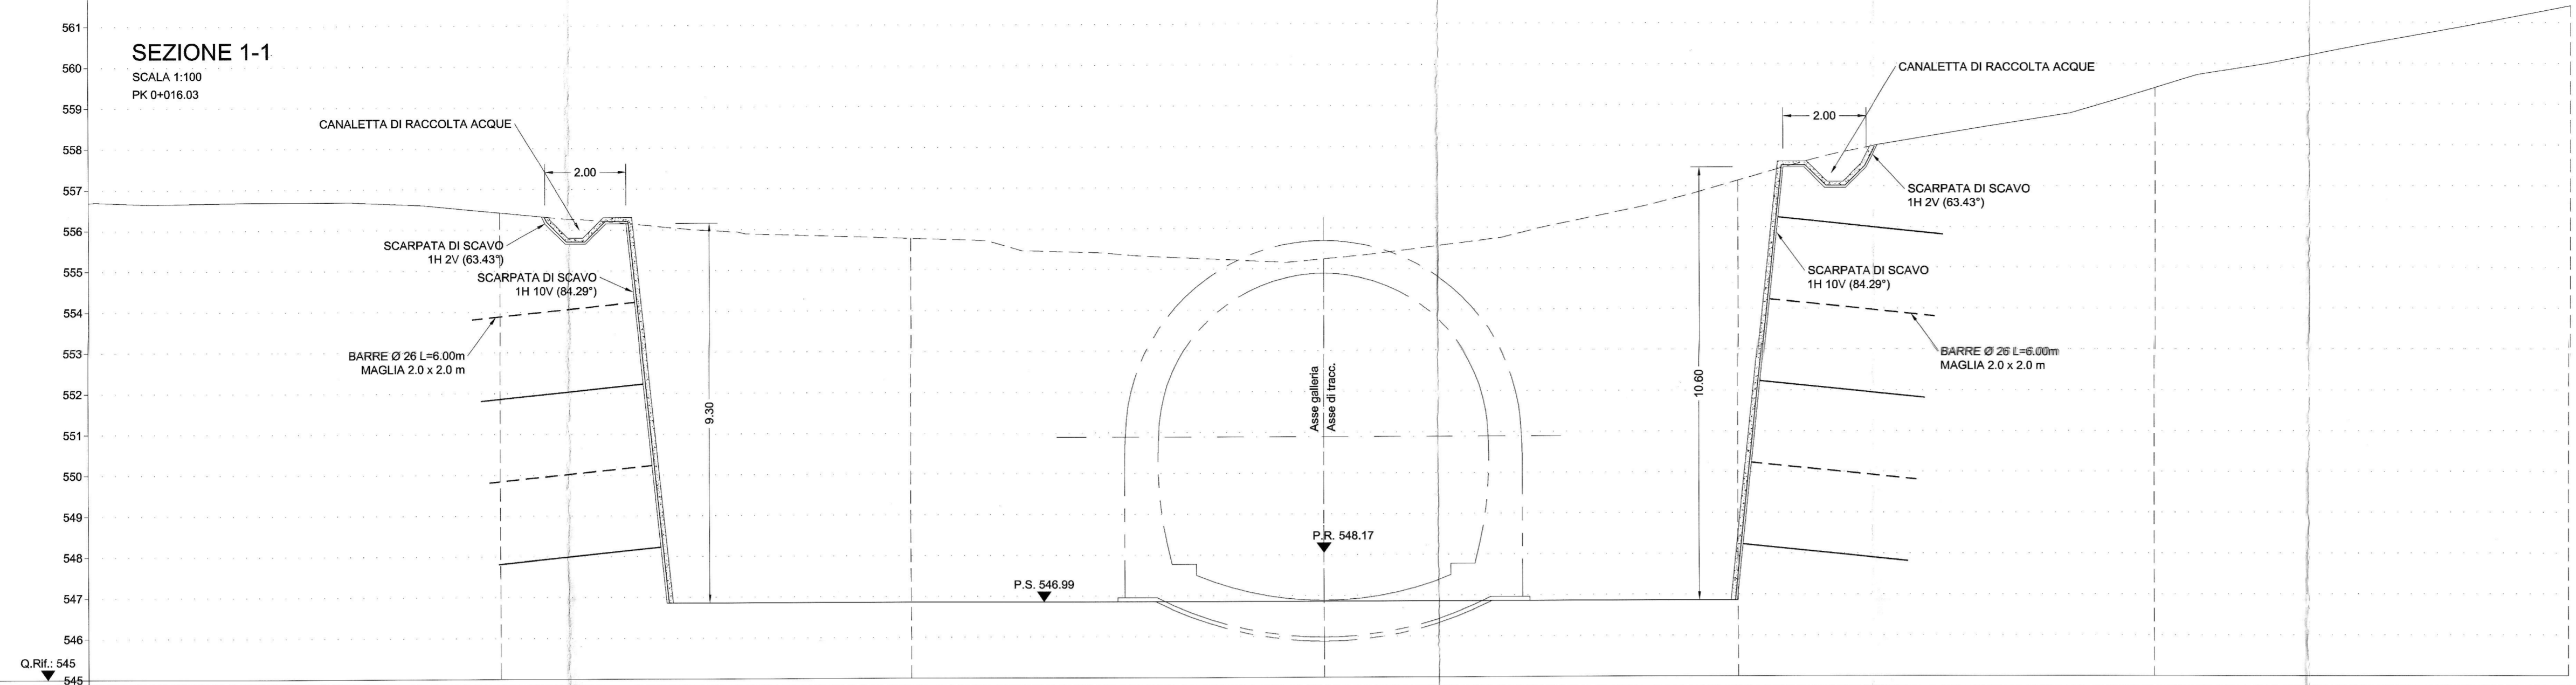 SEZIONE 1-1
SCALA 1:100
PK 0+016.03
561
560
559
558
557
556
555
554
553
552
551
550
549
548
547
546
545
Q.Rif.: 545
CANALETTA DI RACCOLTA ACQUE
2.00
SCARPATA DI SCAVO
1H 2V (63.43°)
SCARPATA DI SCAVO
1H 10V (84.29°)
BARRE Ø 26 L=6.00m
MAGLIA 2.0 x 2.0 m
9.30
P.S. 546.99
Asse galleria
Asse di tracc.
P.R. 548.17
10.60
CANALETTA DI RACCOLTA ACQUE
2.00
SCARPATA DI SCAVO
1H 2V (63.43°)
SCARPATA DI SCAVO
1H 10V (84.29°)
BARRE Ø 26 L=6.00m
MAGLIA 2.0 x 2.0 m